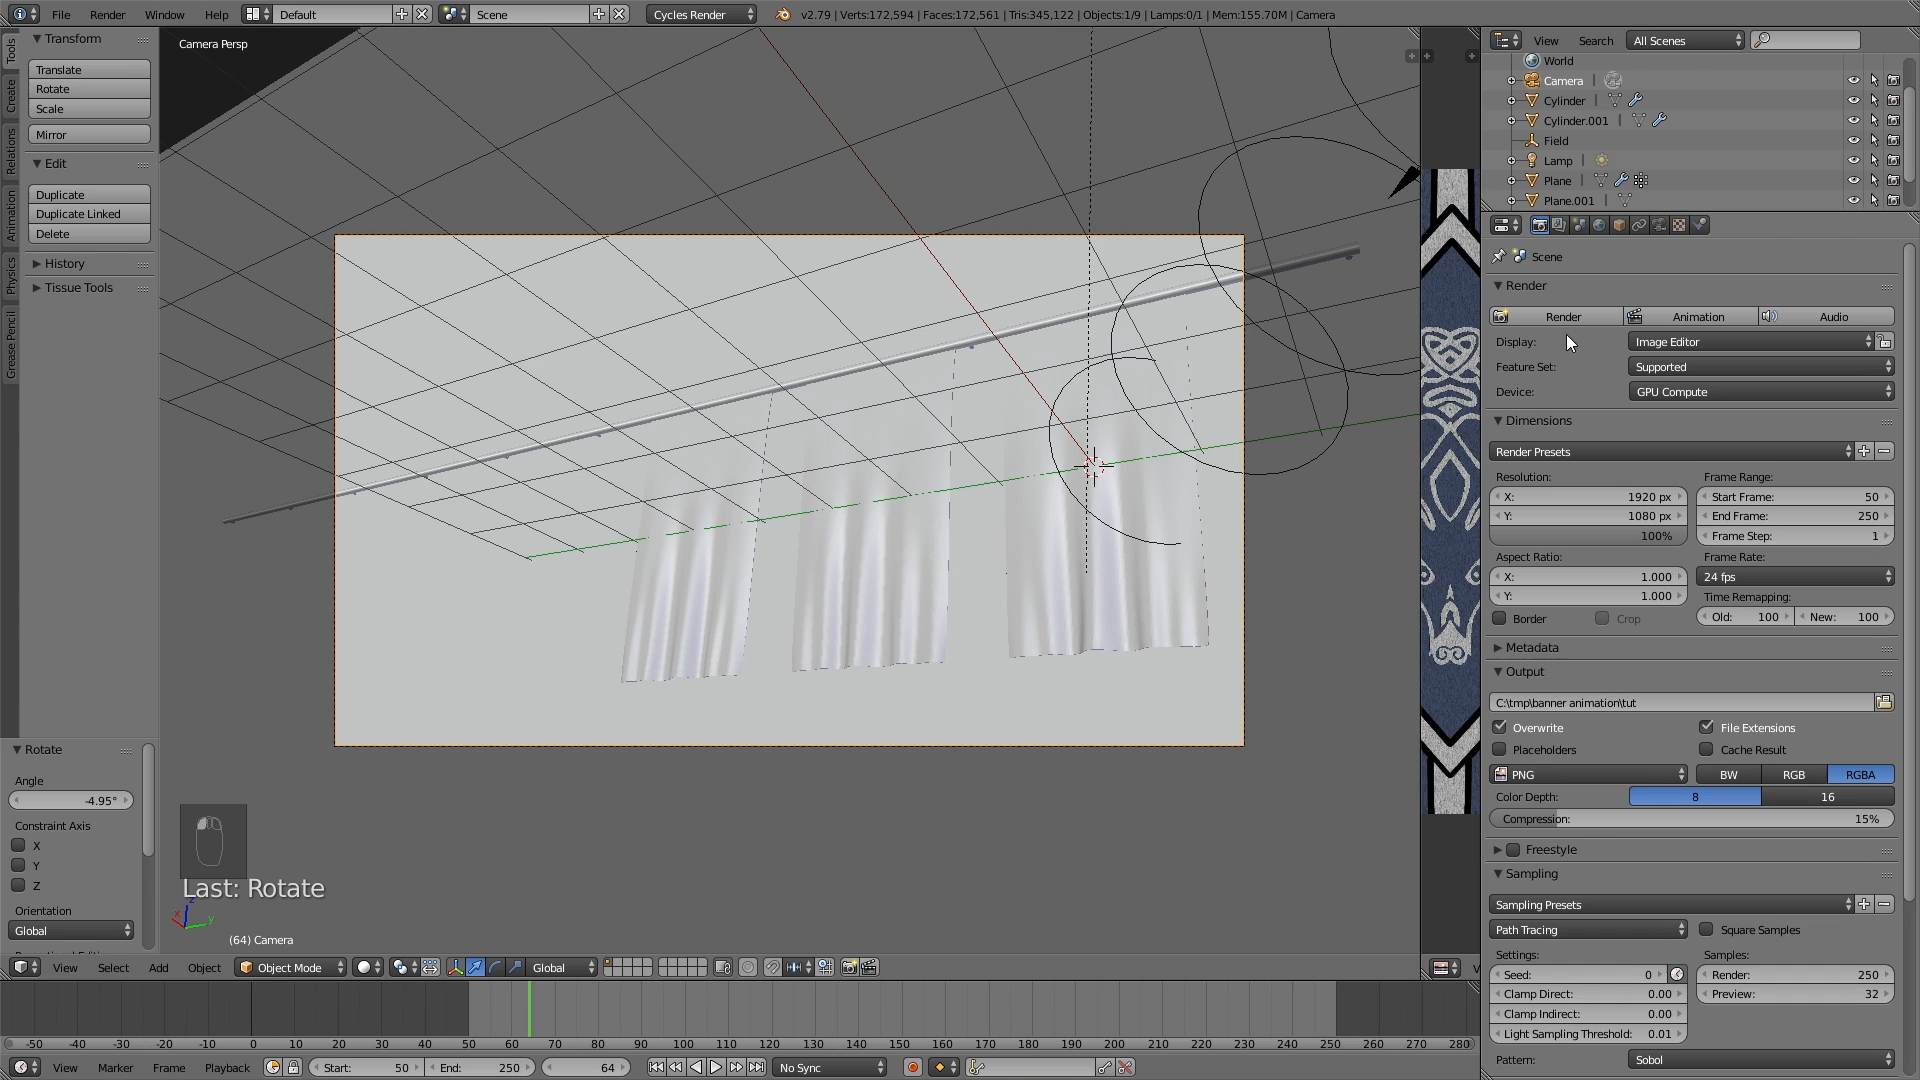 File Render Window Help Default Scene Cycles Render v2.79 | Verts:172,594 | Faces:172,561 | Tris:345,122 | Objects:1/9 | Lamps:0/1 | Mem:155.70M | Camera
Tools
Create
Relations
Animation
Physics
Grease Pencil
Transform
Translate
Rotate
Scale
Mirror
Edit
Duplicate
Duplicate Linked
Delete
History
Tissue Tools
Rotate
Angle
-4.95°
Constraint Axis
X
Y
Z
Orientation
Global
Camera Persp
Last: Rotate
x z y
(64) Camera
View Select Add Object Object Mode Global V
-50 -40 -30 -20 -10 0 10 20 30 40 50 60 70 80 90 100 110 120 130 140 150 160 170 180 190 200 210 220 230 240 250 260 270 280
View Marker Frame Playback Start: 50 End: 250 64 No Sync
View Search All Scenes
World
Camera
Cylinder
Cylinder.001
Field
Lamp
Plane
Plane.001
Scene
Render
Render Animation Audio
Display: Image Editor
Feature Set: Supported
Device: GPU Compute
Dimensions
Render Presets
Resolution: Frame Range:
X: 1920 px Start Frame: 50
Y: 1080 px End Frame: 250
100% Frame Step: 1
Aspect Ratio: Frame Rate:
X: 1.000 24 fps
Y: 1.000 Time Remapping:
Border Crop Old: 100 New: 100
Metadata
Output
C:\tmp\banner animation\tut
Overwrite File Extensions
Placeholders Cache Result
PNG BW RGB RGBA
Color Depth: 8 16
Compression: 15%
Freestyle
Sampling
Sampling Presets
Path Tracing Square Samples
Settings: Samples:
Seed: 0 Render: 250
Clamp Direct: 0.00 Preview: 32
Clamp Indirect: 0.00
Light Sampling Threshold: 0.01
Pattern: Sobol